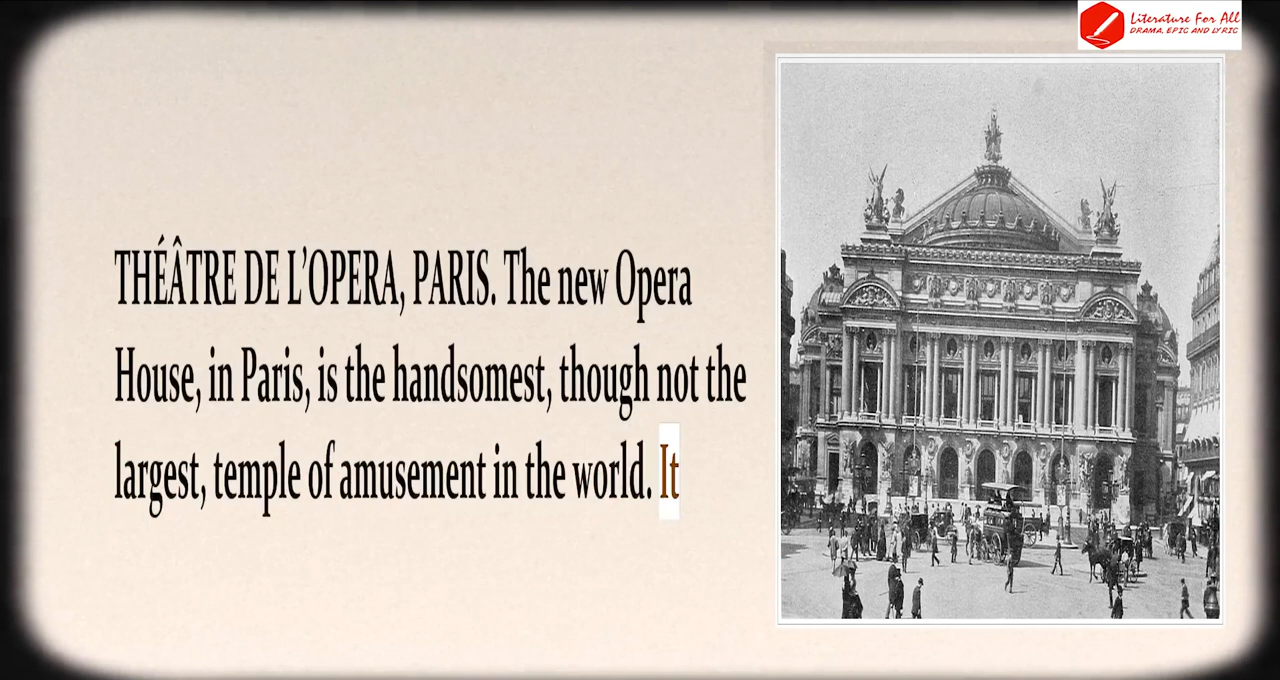 Literature For All
DRAMA, EPIC AND LYRIC
THÉÂTRE DE L’OPERA, PARIS. The new Opera
House, in Paris, is the handsomest, though not the
largest, temple of amusement in the world. It